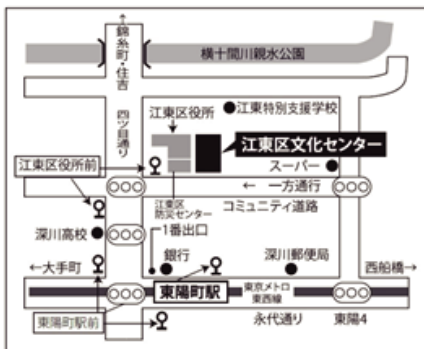 ←錦糸町・住吉
横十間川親水公園
四ツ目通り
江東区役所
江東特別支援学校
江東区文化センター
江東区役所前
スーパー
← 一方通行
江東区
防災センター
コミュニティ道路
深川高校
1番出口
←大手町
銀行
深川郵便局
西船橋→
東陽町駅
東京メトロ
東西線
東陽町駅前
永代通り
東陽4